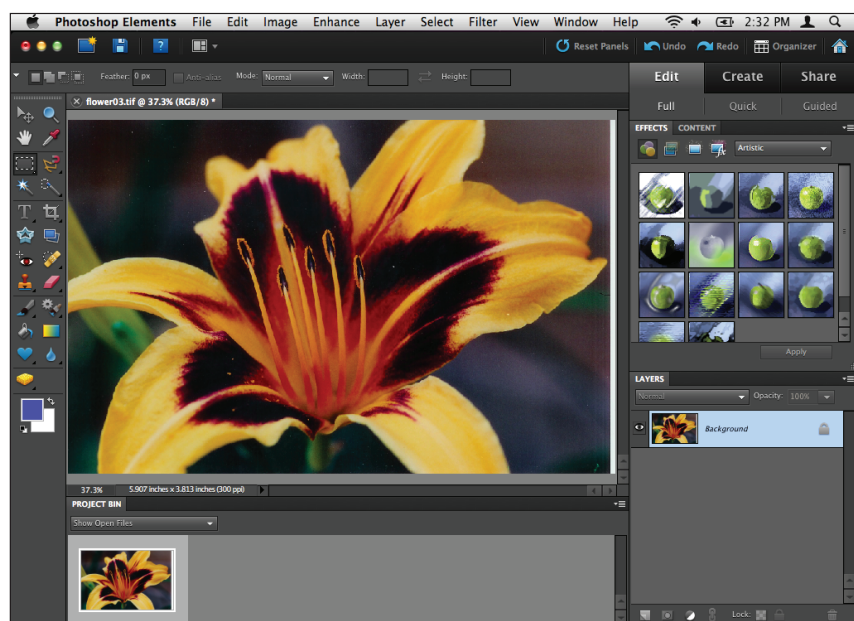 Photoshop Elements File Edit Image Enhance Layer Select Filter View Window Help 2:32 PM
? Reset Panels Undo Redo Organizer
Feather: 0 px Anti-alias Mode: Normal Width: Height:
Edit Create Share
flower03.tif @ 37.3% (RGB/8) *
Full Quick Guided
EFFECTS CONTENT
Artistic
T
Apply
LAYERS
Normal Opacity: 100%
Background
37.3% 5.907 inches x 3.813 inches (300 ppi)
PROJECT BIN
Show Open Files
Lock: